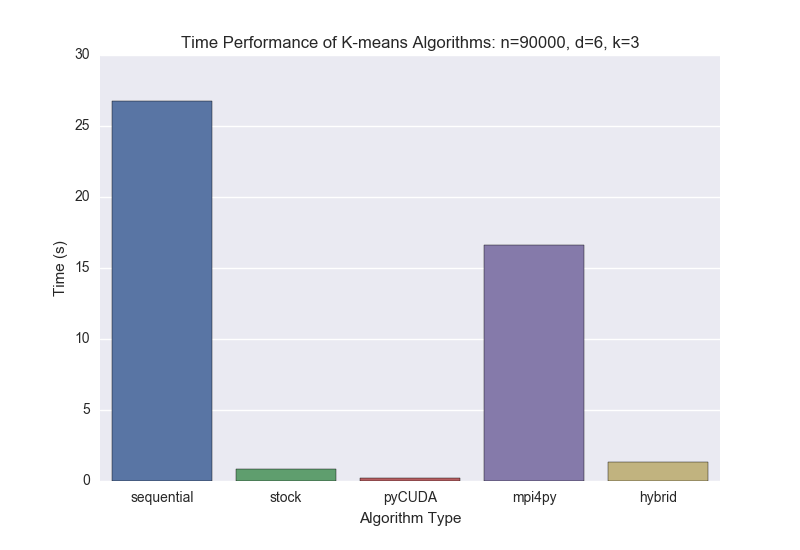 Time Performance of K-means Algorithms: n=90000, d=6, k=3
30
25
20
15
10
5
0
Time (s)
sequential stock pyCUDA mpi4py hybrid
Algorithm Type